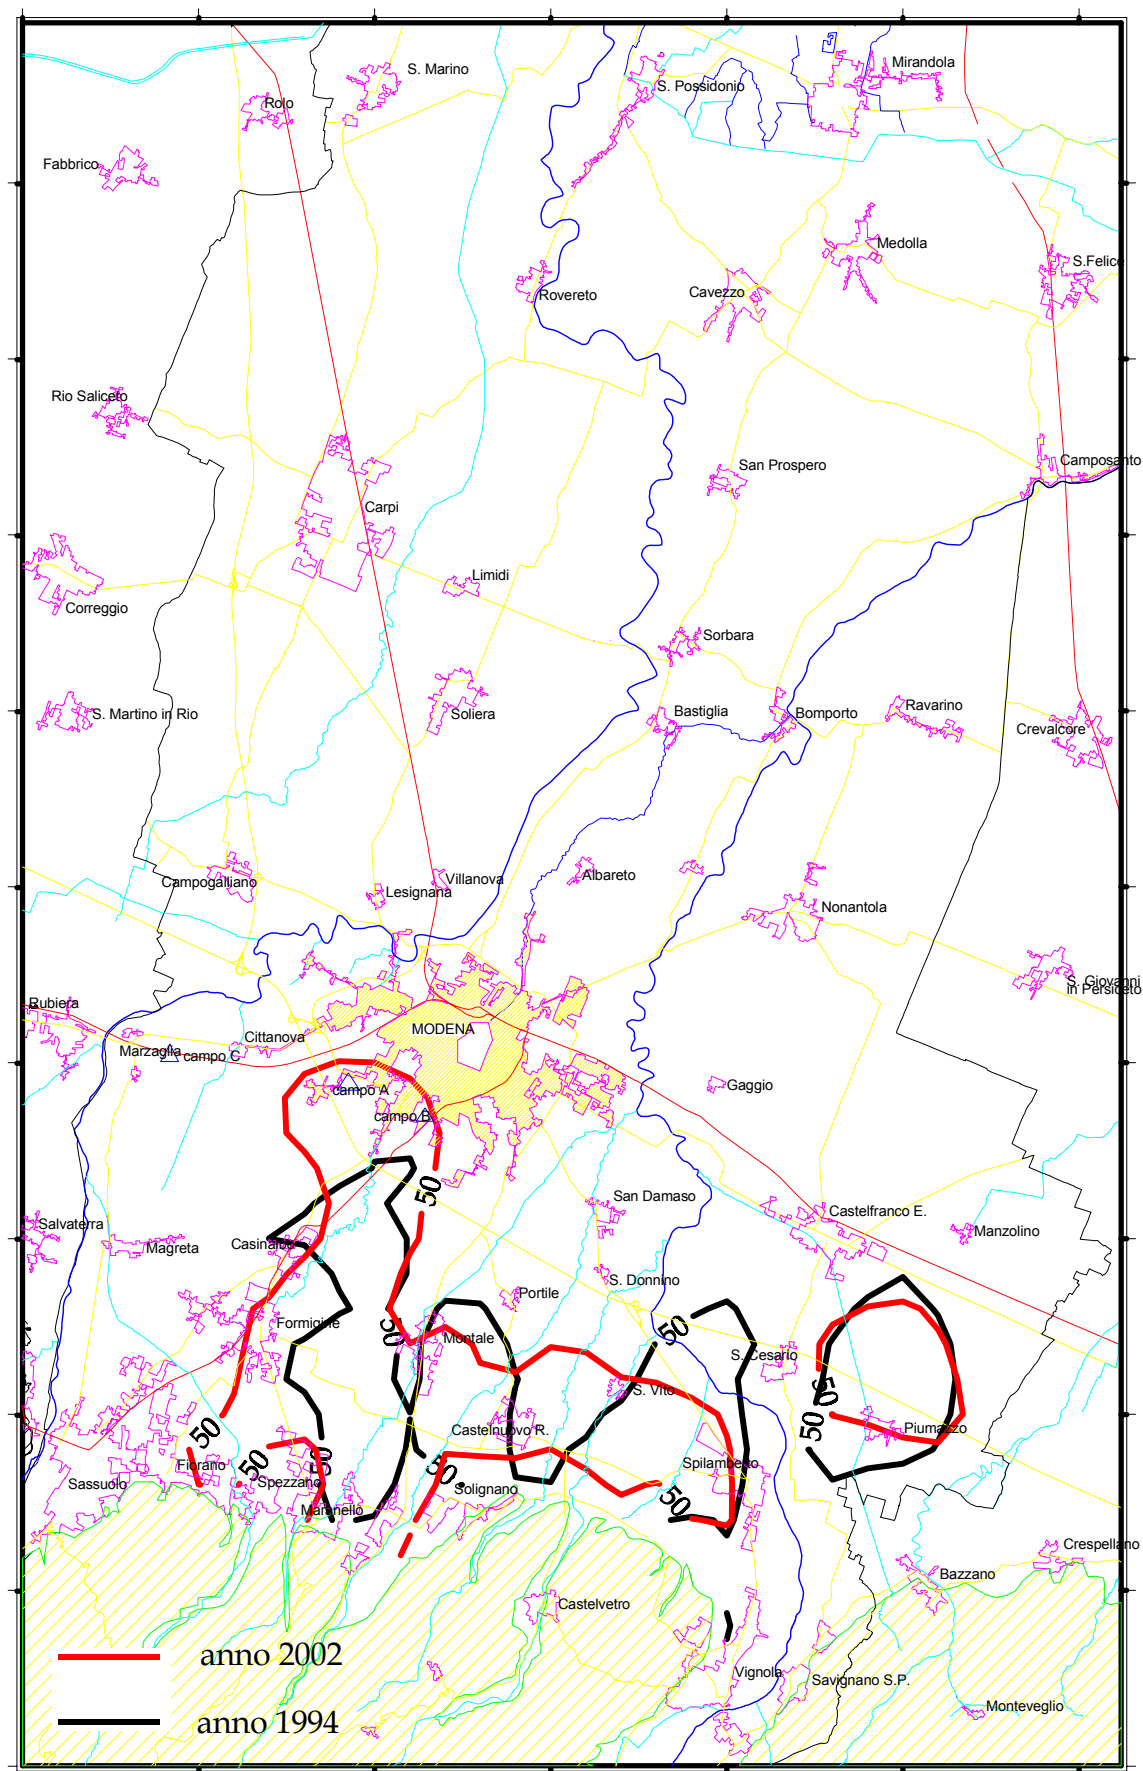 S. Marino
Mirandola
S. Possidonio
Rolo
Fabbrico
Medolla
S.Felice
Rovereto
Cavezzo
Rio Saliceto
San Prospero
Camposanto
Carpi
Limidi
Correggio
Sorbara
S. Martino in Rio
Soliera
Bastiglia
Bomporto
Ravarino
Crevalcore
Campogalliano
Lesignana
Villanova
Albareto
Nonantola
S. Giovanni
in Persiceto
Rubiera
MODENA
Cittanova
Marzaglia
campo C
campo A
Gaggio
campo B
50
San Damaso
Castelfranco E.
Manzolino
Salvaterra
Magreta
Casinalbo
S. Donnino
Portile
Formigine
50
Montale
50
S. Cesario
50
S. Vito
50
50
Castelnuovo R.
Piumazzo
Fiorano
50
50
50
Spilamberto
Sassuolo
Spezzano
Solignano
50
Maranello
Crespellano
Bazzano
Castelvetro
anno 2002
Vignola
Savignano S.P.
Monteveglio
anno 1994